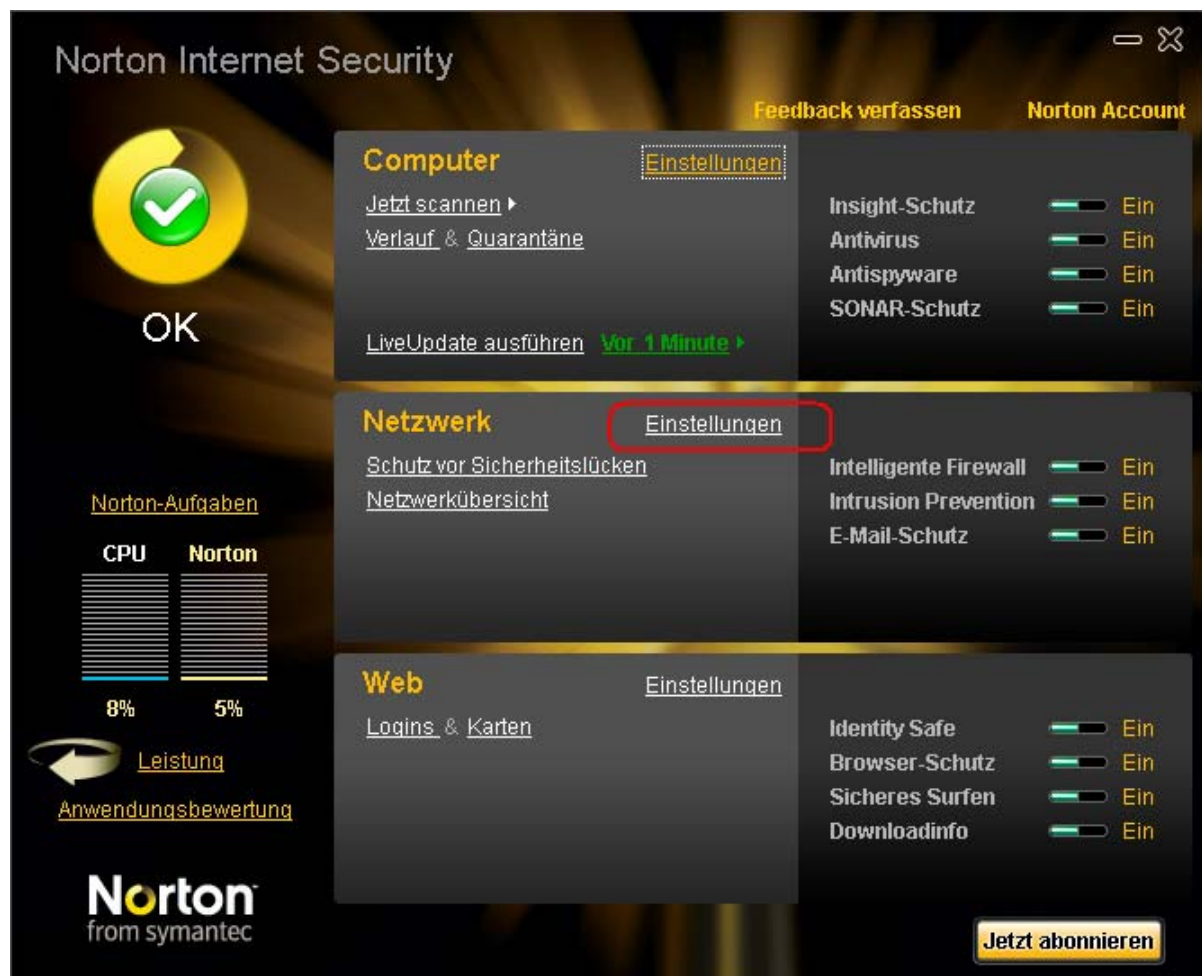 Norton Internet Security
Feedback verfassen
Norton Account
OK
Computer
Einstellungen
Jetzt scannen
Verlauf & Quarantäne
LiveUpdate ausführen Vor 1 Minute
Insight-Schutz Ein
Antivirus Ein
Antispyware Ein
SONAR-Schutz Ein
Netzwerk
Einstellungen
Schutz vor Sicherheitslücken
Netzwerkübersicht
Intelligente Firewall Ein
Intrusion Prevention Ein
E-Mail-Schutz Ein
Norton-Aufgaben
CPU Norton
8% 5%
Leistung
Anwendungsbewertung
Web
Einstellungen
Logins & Karten
Identity Safe Ein
Browser-Schutz Ein
Sicheres Surfen Ein
Downloadinfo Ein
Norton
from symantec
Jetzt abonnieren